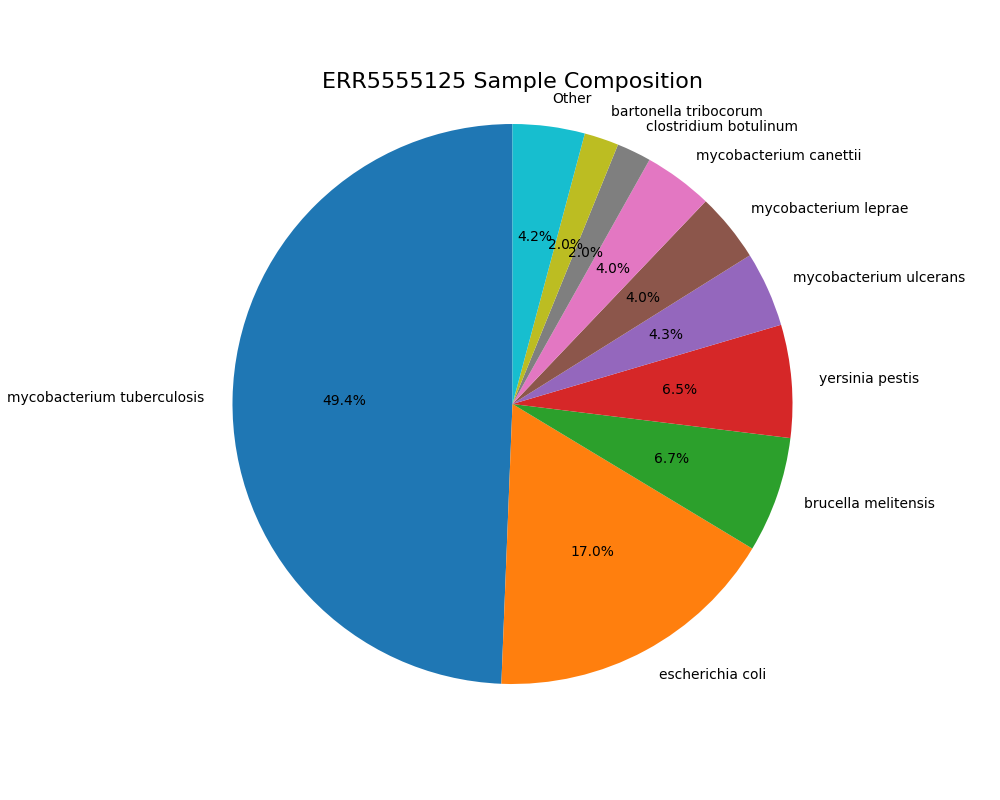 ERR5555125 Sample Composition
Other
bartonella tribocorum
clostridium botulinum
mycobacterium canettii
mycobacterium leprae
mycobacterium ulcerans
yersinia pestis
brucella melitensis
escherichia coli
mycobacterium tuberculosis
4.2%
2.0%
2.0%
4.0%
4.0%
4.3%
6.5%
6.7%
17.0%
49.4%